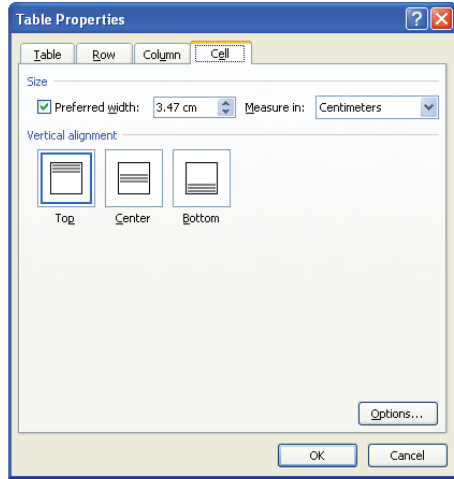 Table Properties
Table Row Column Cell
Size
Preferred width: 3.47 cm Measure in: Centimeters
Vertical alignment
Top Center Bottom
Options...
OK Cancel